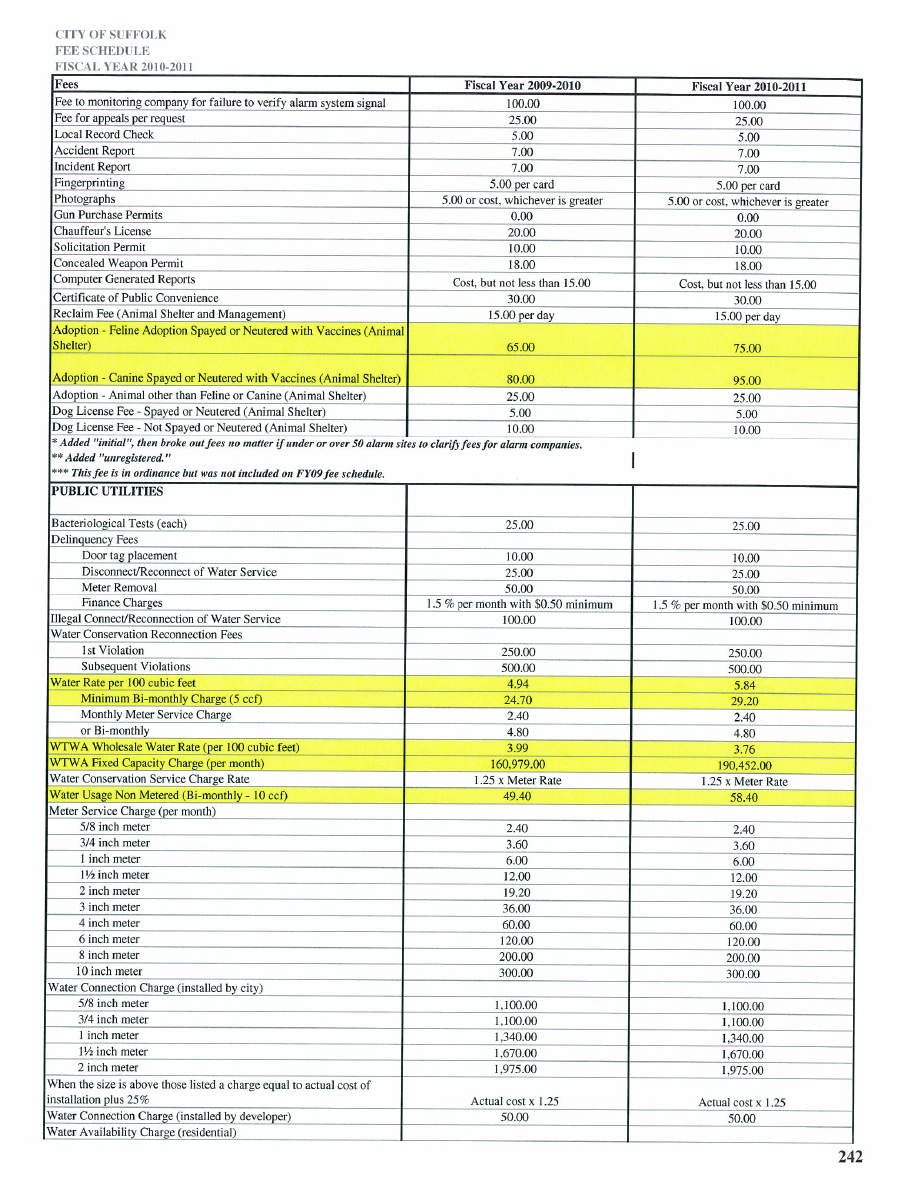 CITY OF SUFFOLK
FEE SCHEDULE
FISCAL YEAR 2010-2011
Fees Fiscal Year 2009-2010 Fiscal Year 2010-2011
Fee to monitoring company for failure to verify alarm system signal 100.00 100.00
Fee for appeals per request 25.00 25.00
Local Record Check 5.00 5.00
Accident Report 7.00 7.00
Incident Report 7.00 7.00
Fingerprinting 5.00 per card 5.00 per card
Photographs 5.00 or cost, whichever is greater 5.00 or cost, whichever is greater
Gun Purchase Permits 0.00 0.00
Chauffeur's License 20.00 20.00
Solicitation Permit 10.00 10.00
Concealed Weapon Permit 18.00 18.00
Computer Generated Reports Cost, but not less than 15.00 Cost, but not less than 15.00
Certificate of Public Convenience 30.00 30.00
Reclaim Fee (Animal Shelter and Management) 15.00 per day 15.00 per day
Adoption - Feline Adoption Spayed or Neutered with Vaccines (Animal
Shelter) 65.00 75.00
Adoption - Canine Spayed or Neutered with Vaccines (Animal Shelter) 80.00 95.00
Adoption - Animal other than Feline or Canine (Animal Shelter) 25.00 25.00
Dog License Fee - Spayed or Neutered (Animal Shelter) 5.00 5.00
Dog License Fee - Not Spayed or Neutered (Animal Shelter) 10.00 10.00
* Added "initial", then broke out fees no matter if under or over 50 alarm sites to clarify fees for alarm companies.
** Added "unregistered."
*** This fee is in ordinance but was not included on FY09 fee schedule.
PUBLIC UTILITIES
Bacteriological Tests (each) 25.00 25.00
Delinquency Fees
Door tag placement 10.00 10.00
Disconnect/Reconnect of Water Service 25.00 25.00
Meter Removal 50.00 50.00
Finance Charges 1.5 % per month with $0.50 minimum 1.5 % per month with $0.50 minimum
Illegal Connect/Reconnection of Water Service 100.00 100.00
Water Conservation Reconnection Fees
1st Violation 250.00 250.00
Subsequent Violations 500.00 500.00
Water Rate per 100 cubic feet 4.94 5.84
Minimum Bi-monthly Charge (5 ccf) 24.70 29.20
Monthly Meter Service Charge 2.40 2.40
or Bi-monthly 4.80 4.80
WTWA Wholesale Water Rate (per 100 cubic feet) 3.99 3.76
WTWA Fixed Capacity Charge (per month) 160,979.00 190,452.00
Water Conservation Service Charge Rate 1.25 x Meter Rate 1.25 x Meter Rate
Water Usage Non Metered (Bi-monthly - 10 ccf) 49.40 58.40
Meter Service Charge (per month)
5/8 inch meter 2.40 2.40
3/4 inch meter 3.60 3.60
1 inch meter 6.00 6.00
1½ inch meter 12.00 12.00
2 inch meter 19.20 19.20
3 inch meter 36.00 36.00
4 inch meter 60.00 60.00
6 inch meter 120.00 120.00
8 inch meter 200.00 200.00
10 inch meter 300.00 300.00
Water Connection Charge (installed by city)
5/8 inch meter 1,100.00 1,100.00
3/4 inch meter 1,100.00 1,100.00
1 inch meter 1,340.00 1,340.00
1½ inch meter 1,670.00 1,670.00
2 inch meter 1,975.00 1,975.00
When the size is above those listed a charge equal to actual cost of
installation plus 25% Actual cost x 1.25 Actual cost x 1.25
Water Connection Charge (installed by developer) 50.00 50.00
Water Availability Charge (residential)
242